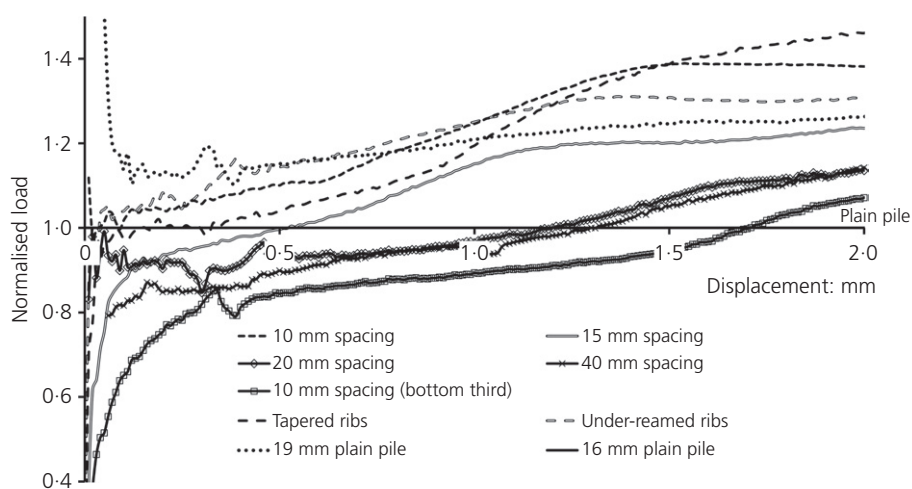 1·4
1·2
1·0
0·8
0·6
0·4
Normalised load
0 0·5 1·0 1·5 2·0
Plain pile
Displacement: mm
10 mm spacing 15 mm spacing
20 mm spacing 40 mm spacing
10 mm spacing (bottom third)
Tapered ribs Under-reamed ribs
19 mm plain pile 16 mm plain pile